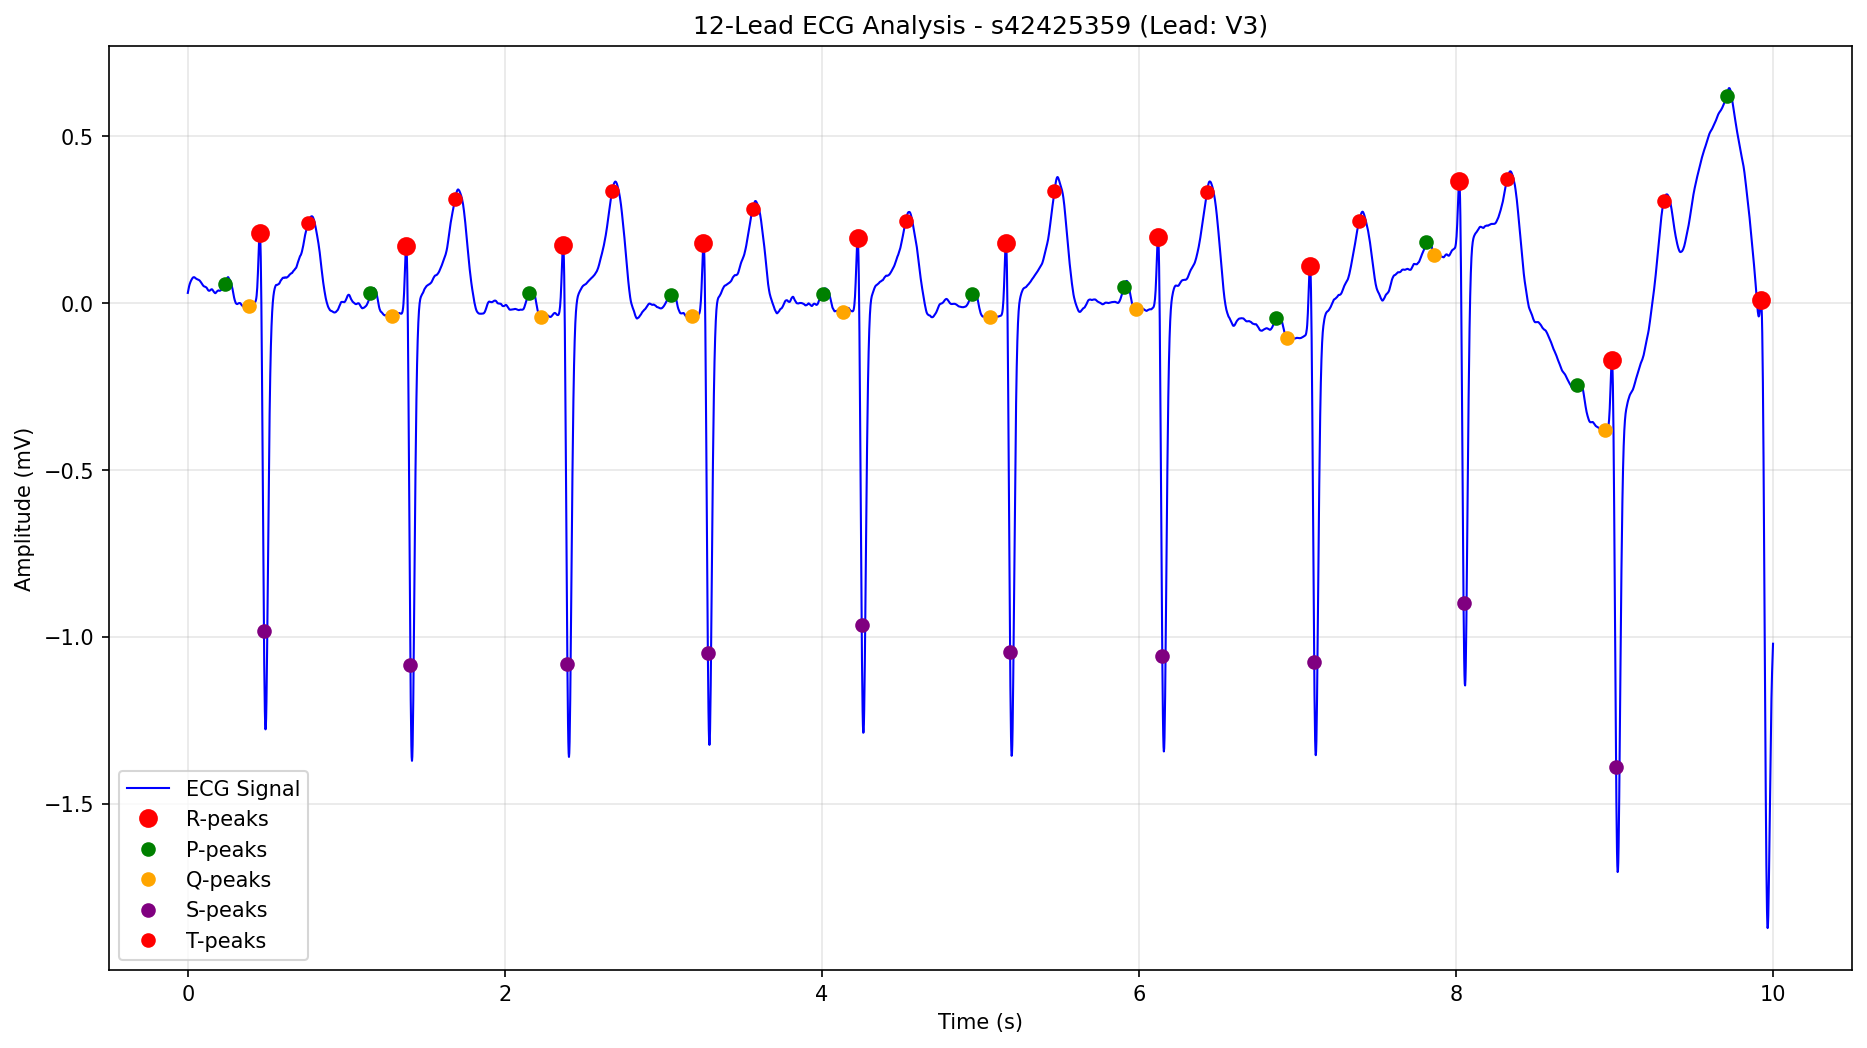 12-Lead ECG Analysis - s42425359 (Lead: V3)
Amplitude (mV)
0.5
0.0
−0.5
−1.0
−1.5
ECG Signal
R-peaks
P-peaks
Q-peaks
S-peaks
T-peaks
0 2 4 6 8 10
Time (s)